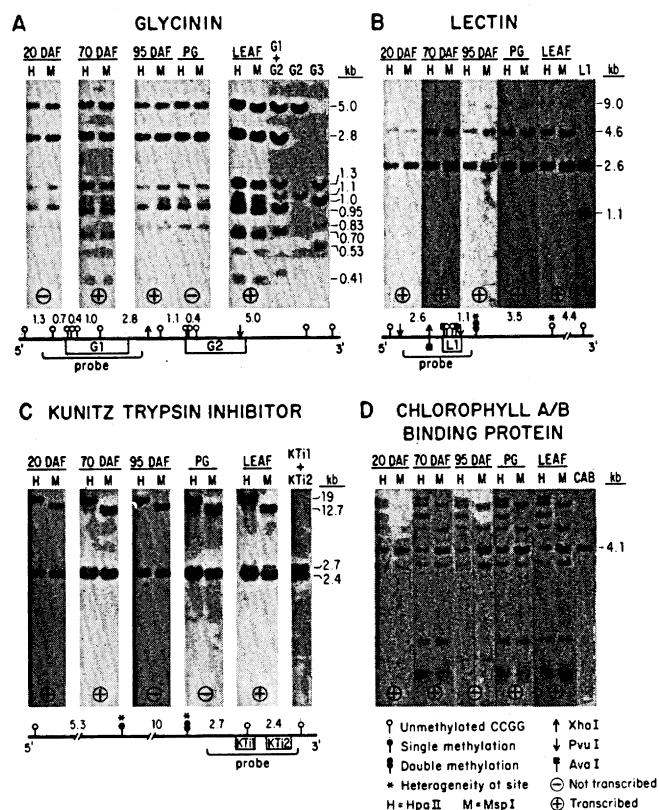 A GLYCININ
20 DAF 70 DAF 95 DAF PG LEAF G1 + G2 G2 G3 kb
H M H M H M H M H M
5.0
2.8
1.3
1.1
1.0
0.95
0.83
0.70
0.53
0.41
⊖ ⊕ ⊕ ⊖ ⊕
1.3 0.7 0.4 1.0 2.8 1.1 0.4 5.0
5' G1 G2 3'
probe
B LECTIN
20 DAF 70 DAF 95 DAF PG LEAF
H M H M H M H M H M L1 kb
9.0
4.6
2.6
1.1
⊕ ⊕ ⊕ ⊕ ⊕
2.6 1.1 * 3.5 * 4.4
5' L1 3'
probe
C KUNITZ TRYPSIN INHIBITOR
20 DAF 70 DAF 95 DAF PG LEAF KTi1 + KTi2
H M H M H M H M H M kb
19
12.7
2.7
2.4
⊕ ⊕ ⊖ ⊖ ⊕
5.3 * 10 * 2.7 2.4
5' KTi1 KTi2 3'
probe
D CHLOROPHYLL A/B
BINDING PROTEIN
20 DAF 70 DAF 95 DAF PG LEAF
H M H M H M H M H M CAB kb
4.1
⊕ ⊕ ⊕ ⊕ ⊕
Unmethylated CCGG
Single methylation
Double methylation
* Heterogeneity at site
H = Hpa II M = Msp I
Xho I
Pvu I
Ava I
⊖ Not transcribed
⊕ Transcribed